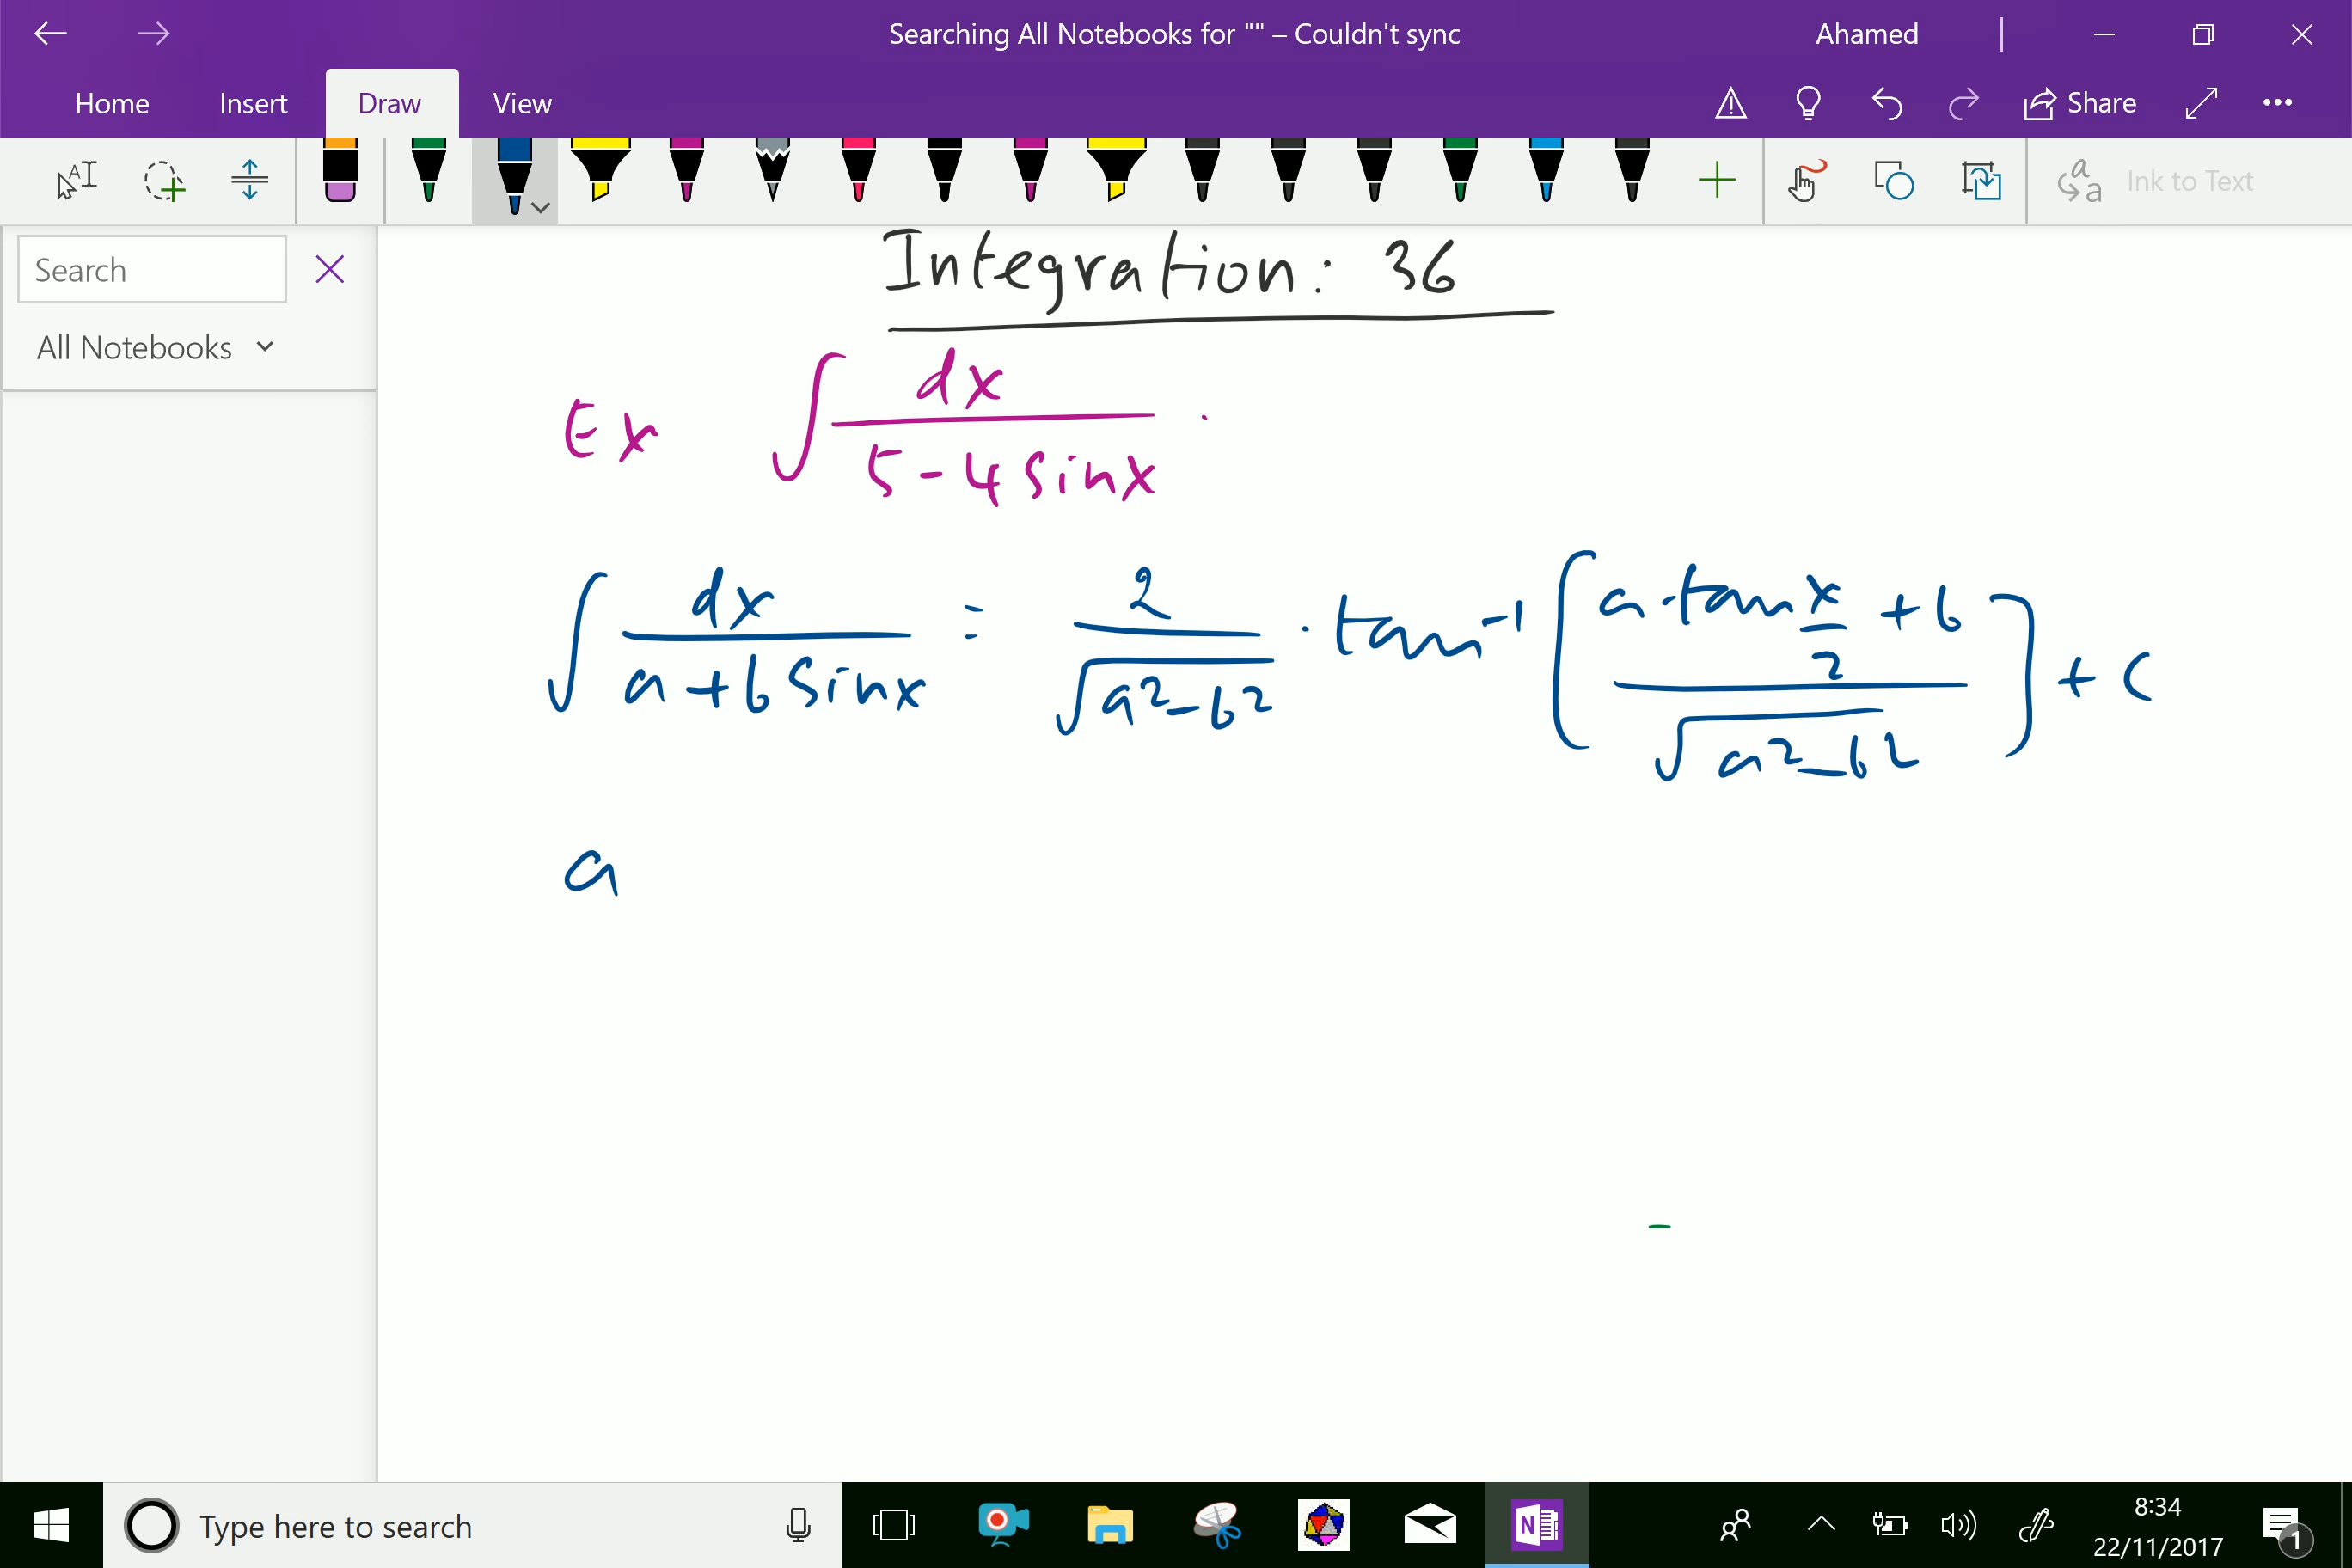 Searching All Notebooks for "" – Couldn't sync
Ahamed
Home Insert Draw View
Share
Ink to Text
Search
All Notebooks
Integration: 36
Ex ∫ dx / (5 - 4 sinx) .
∫ dx / (a + b sinx) = 2 / √(a² - b²) · tan⁻¹ [ (a · tan x/2 + b) / √(a² - b²) ] + C
a
-
Type here to search
N
8:34
22/11/2017
1